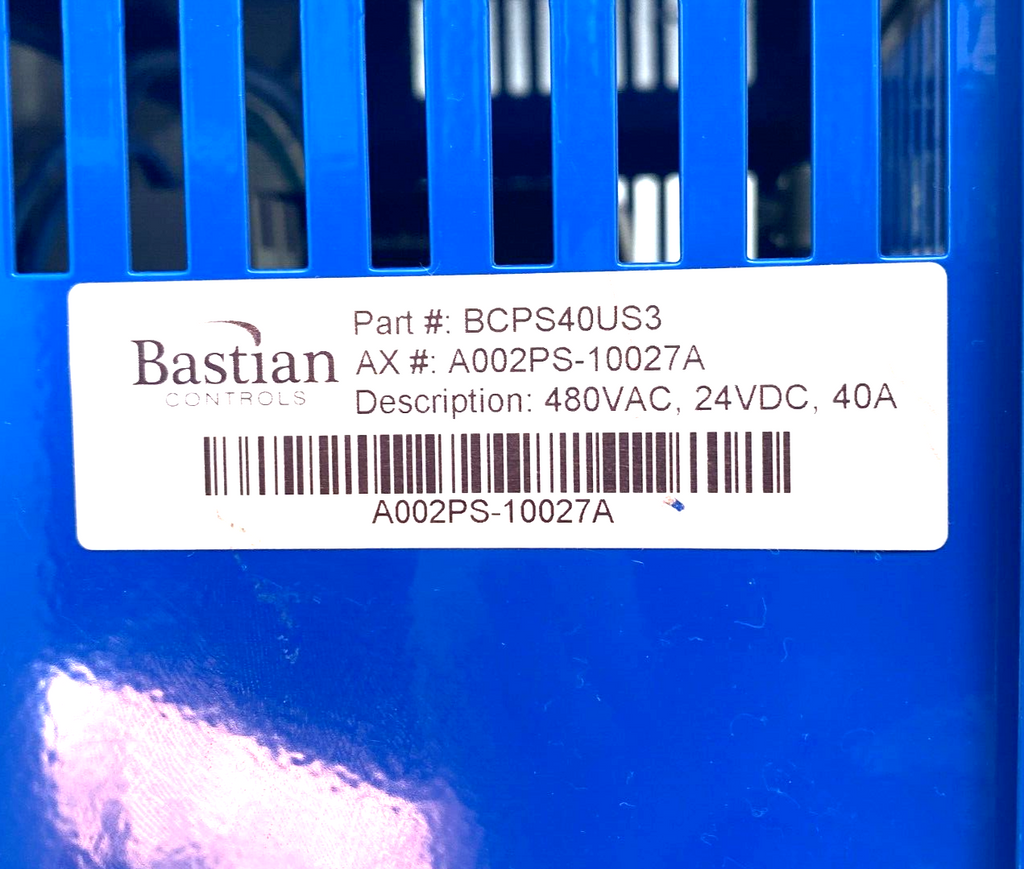 Bastian
CONTROLS
Part #: BCPS40US3
AX #: A002PS-10027A
Description: 480VAC, 24VDC, 40A
A002PS-10027A